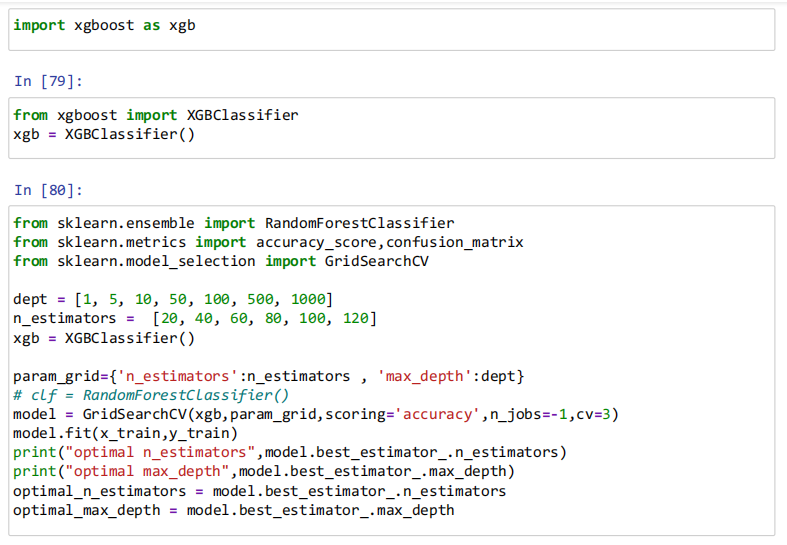 import xgboost as xgb
In [79]:
from xgboost import XGBClassifier
xgb = XGBClassifier()
In [80]:
from sklearn.ensemble import RandomForestClassifier
from sklearn.metrics import accuracy_score,confusion_matrix
from sklearn.model_selection import GridSearchCV
dept = [1, 5, 10, 50, 100, 500, 1000]
n_estimators =  [20, 40, 60, 80, 100, 120]
xgb = XGBClassifier()
param_grid={'n_estimators':n_estimators , 'max_depth':dept}
# clf = RandomForestClassifier()
model = GridSearchCV(xgb,param_grid,scoring='accuracy',n_jobs=-1,cv=3)
model.fit(x_train,y_train)
print("optimal n_estimators",model.best_estimator_.n_estimators)
print("optimal max_depth",model.best_estimator_.max_depth)
optimal_n_estimators = model.best_estimator_.n_estimators
optimal_max_depth = model.best_estimator_.max_depth